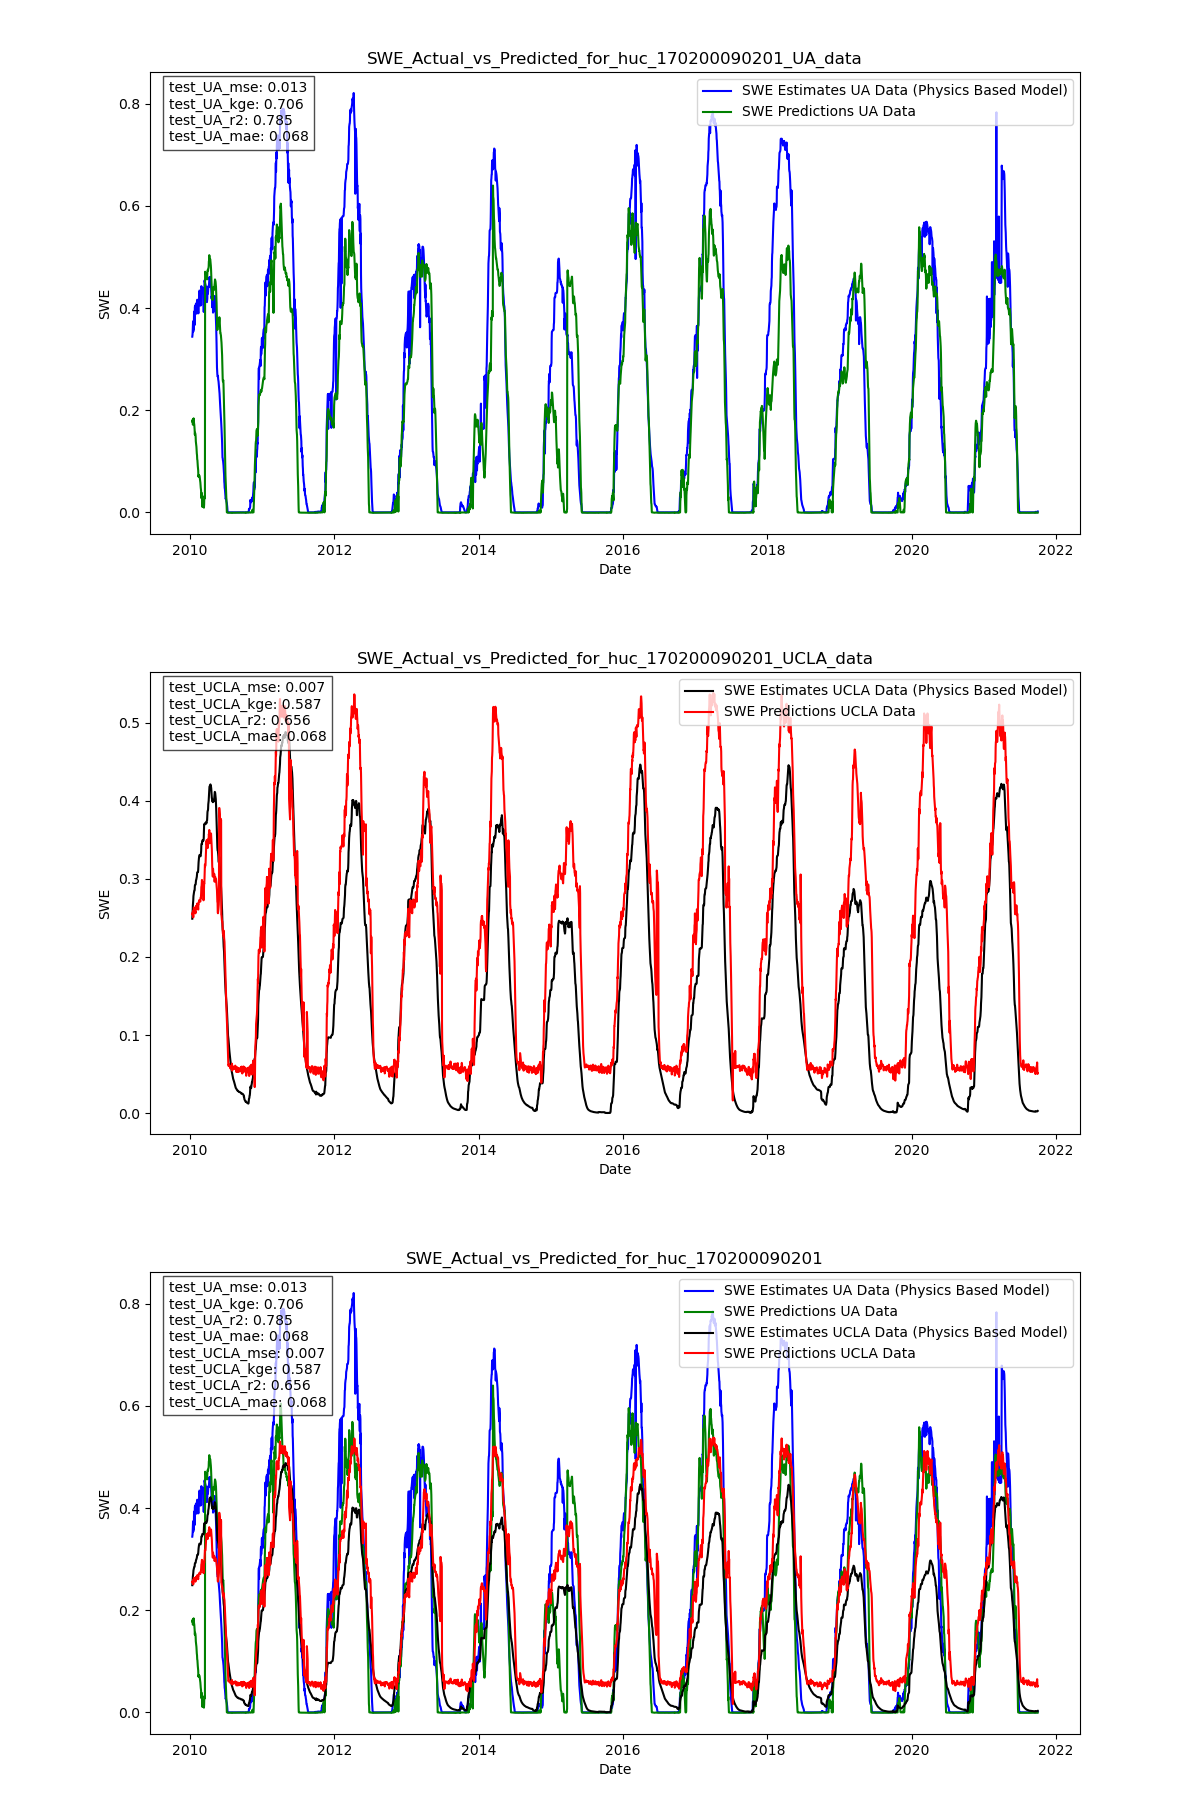 SWE_Actual_vs_Predicted_for_huc_170200090201_UA_data
test_UA_mse: 0.013
test_UA_kge: 0.706
test_UA_r2: 0.785
test_UA_mae: 0.068
SWE Estimates UA Data (Physics Based Model)
SWE Predictions UA Data
SWE
0.8
0.6
0.4
0.2
0.0
2010 2012 2014 2016 2018 2020 2022
Date
SWE_Actual_vs_Predicted_for_huc_170200090201_UCLA_data
test_UCLA_mse: 0.007
test_UCLA_kge: 0.587
test_UCLA_r2: 0.656
test_UCLA_mae: 0.068
SWE Estimates UCLA Data (Physics Based Model)
SWE Predictions UCLA Data
SWE
0.5
0.4
0.3
0.2
0.1
0.0
2010 2012 2014 2016 2018 2020 2022
Date
SWE_Actual_vs_Predicted_for_huc_170200090201
test_UA_mse: 0.013
test_UA_kge: 0.706
test_UA_r2: 0.785
test_UA_mae: 0.068
test_UCLA_mse: 0.007
test_UCLA_kge: 0.587
test_UCLA_r2: 0.656
test_UCLA_mae: 0.068
SWE Estimates UA Data (Physics Based Model)
SWE Predictions UA Data
SWE Estimates UCLA Data (Physics Based Model)
SWE Predictions UCLA Data
SWE
0.8
0.6
0.4
0.2
0.0
2010 2012 2014 2016 2018 2020 2022
Date